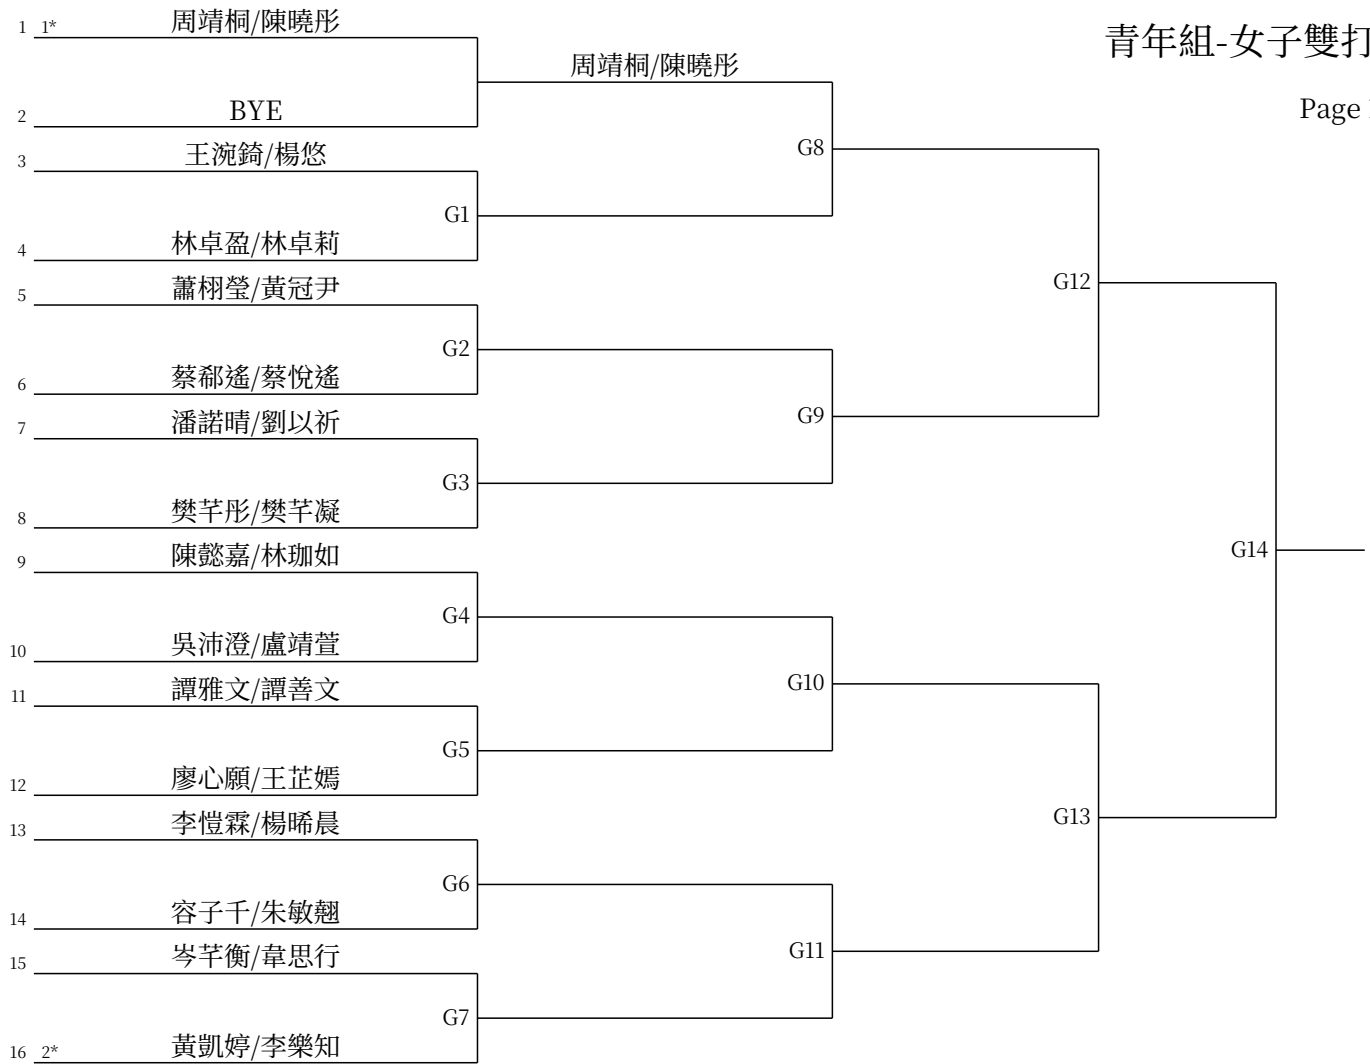 青年組-女子雙打
Page
1 1* 周靖桐/陳曉彤
周靖桐/陳曉彤
2 BYE
3 王涴錡/楊悠
G8
G1
4 林卓盈/林卓莉
5 蕭栩瑩/黃冠尹
G12
G2
6 蔡郗遙/蔡悅遙
7 潘諾晴/劉以祈
G9
G3
8 樊芊彤/樊芊凝
9 陳懿嘉/林珈如
G14
G4
10 吳沛澄/盧靖萱
11 譚雅文/譚善文
G10
G5
12 廖心願/王芷嫣
13 李愷霖/楊晞晨
G13
G6
14 容子千/朱敏翹
15 岑芊衡/韋思行
G11
G7
16 2* 黃凱婷/李樂知